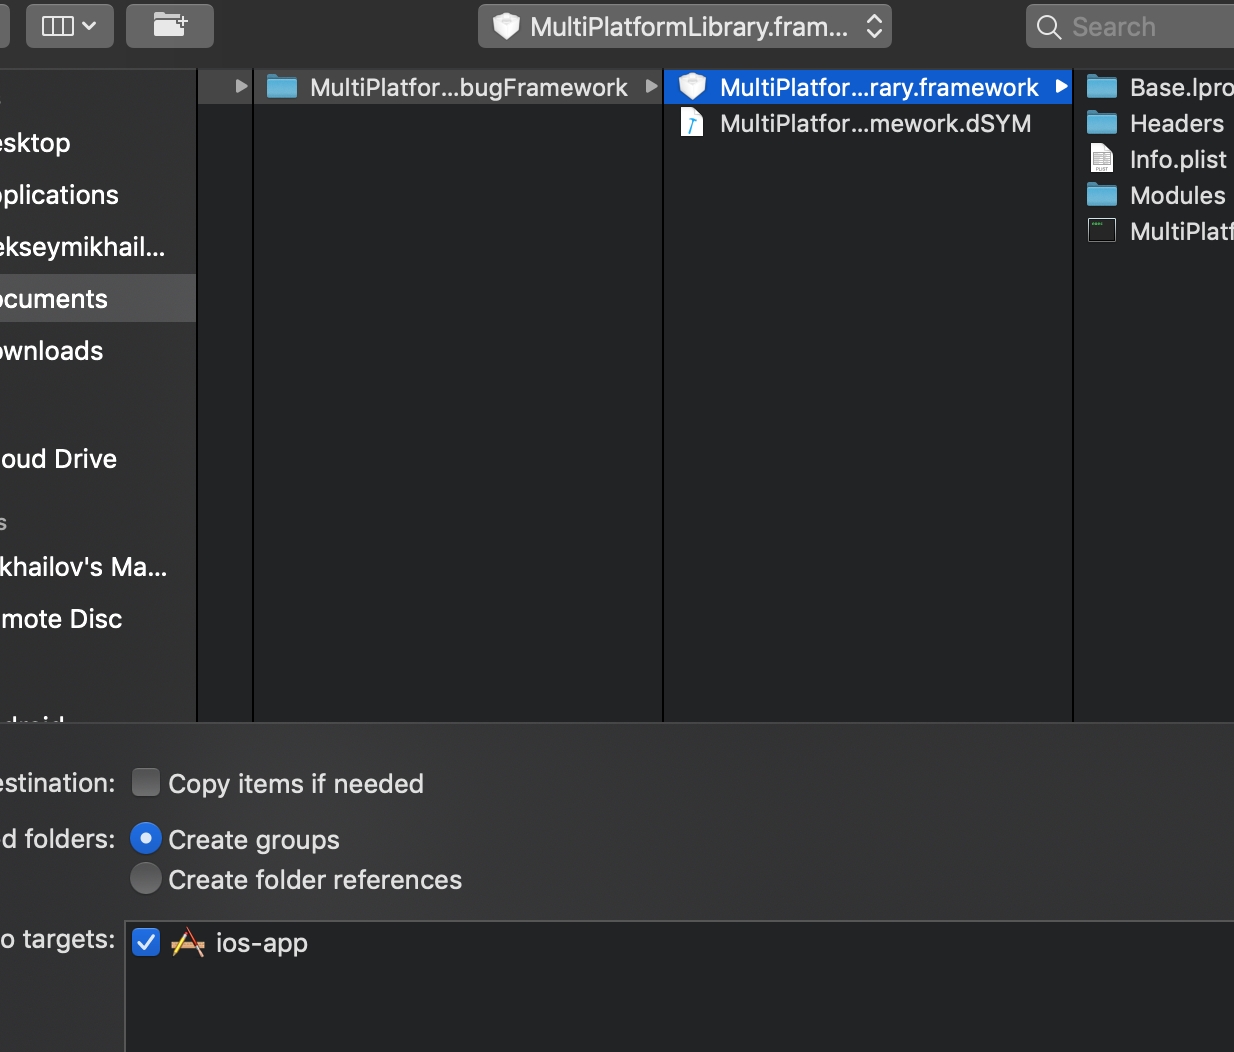 MultiPlatformLibrary.fram...
Search
esktop
plications
ekseymikhail...
ocuments
ownloads
oud Drive
s
khailov's Ma...
mote Disc
MultiPlatfor...bugFramework
MultiPlatfor...rary.framework
MultiPlatfor...mework.dSYM
Base.lpro
Headers
Info.plist
Modules
MultiPlatf
estination:
Copy items if needed
d folders:
Create groups
Create folder references
o targets:
ios-app